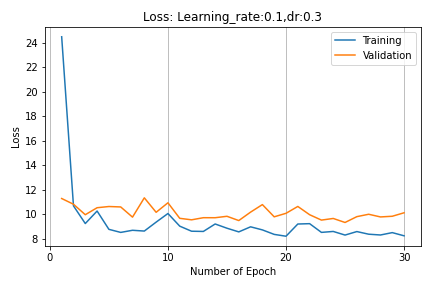 Loss: Learning_rate:0.1,dr:0.3
Training
Validation
24
22
20
18
16
14
12
10
8
Loss
0 10 20 30
Number of Epoch